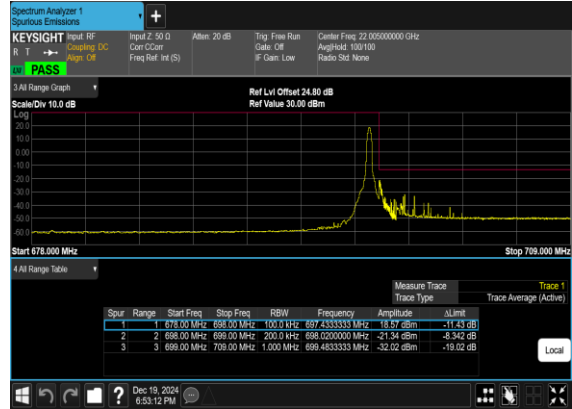 Spectrum Analyzer 1
Spurious Emissions
KEYSIGHT Input: RF Input Z: 50 Ω Atten: 20 dB Trig: Free Run Center Freq: 22.005000000 GHz
R T Coupling: DC Corr CCorr Gate: Off Avg|Hold: 100/100
Align: Off Freq Ref: Int (S) IF Gain: Low Radio Std: None
PASS
3 All Range Graph
Ref Lvl Offset 24.80 dB
Scale/Div 10.0 dB Ref Value 30.00 dBm
Log
20.0
10.0
0.00
-10.0
-20.0
-30.0
-40.0
-50.0
-60.0
Start 678.000 MHz Stop 709.000 MHz
4 All Range Table
Measure Trace Trace 1
Trace Type Trace Average (Active)
Spur Range Start Freq Stop Freq RBW Frequency Amplitude ΔLimit
1 1 678.00 MHz 698.00 MHz 100.0 kHz 697.4333333 MHz 18.57 dBm -11.43 dB
2 2 698.00 MHz 699.00 MHz 200.0 kHz 698.0200000 MHz -21.34 dBm -8.342 dB
3 3 699.00 MHz 709.00 MHz 1.000 MHz 699.4833333 MHz -32.02 dBm -19.02 dB
Local
? Dec 19, 2024
6:53:12 PM